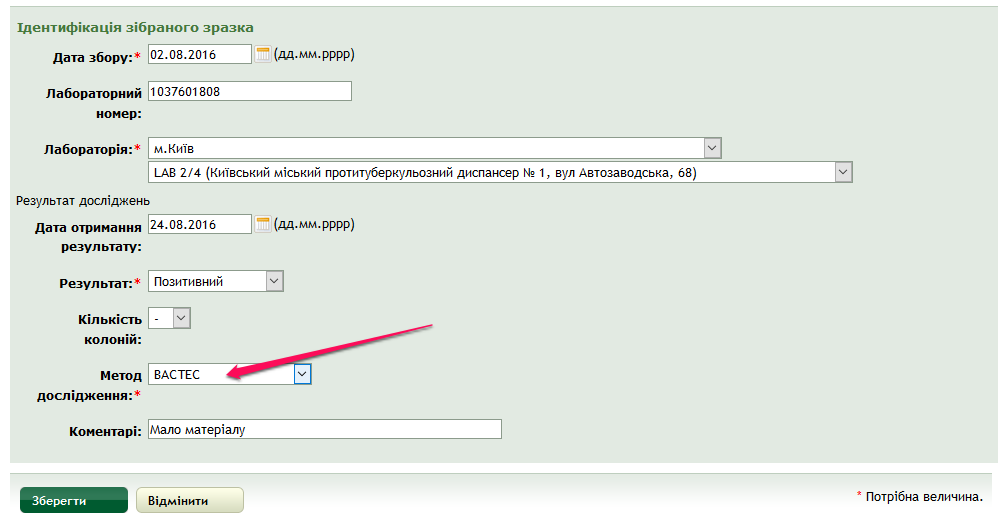 Ідентифікація зібраного зразка
Дата збору:* 02.08.2016 (дд.мм.рррр)
Лабораторний номер: 1037601808
Лабораторія:* м.Київ
LAB 2/4 (Київський міський протитуберкульозний диспансер № 1, вул Автозаводська, 68)
Результат досліджень
Дата отримання результату: 24.08.2016 (дд.мм.рррр)
Результат:* Позитивний
Кількість колоній: -
Метод дослідження:* BACTEC
Коментарі: Мало матеріалу
Зберегти Відмінити * Потрібна величина.